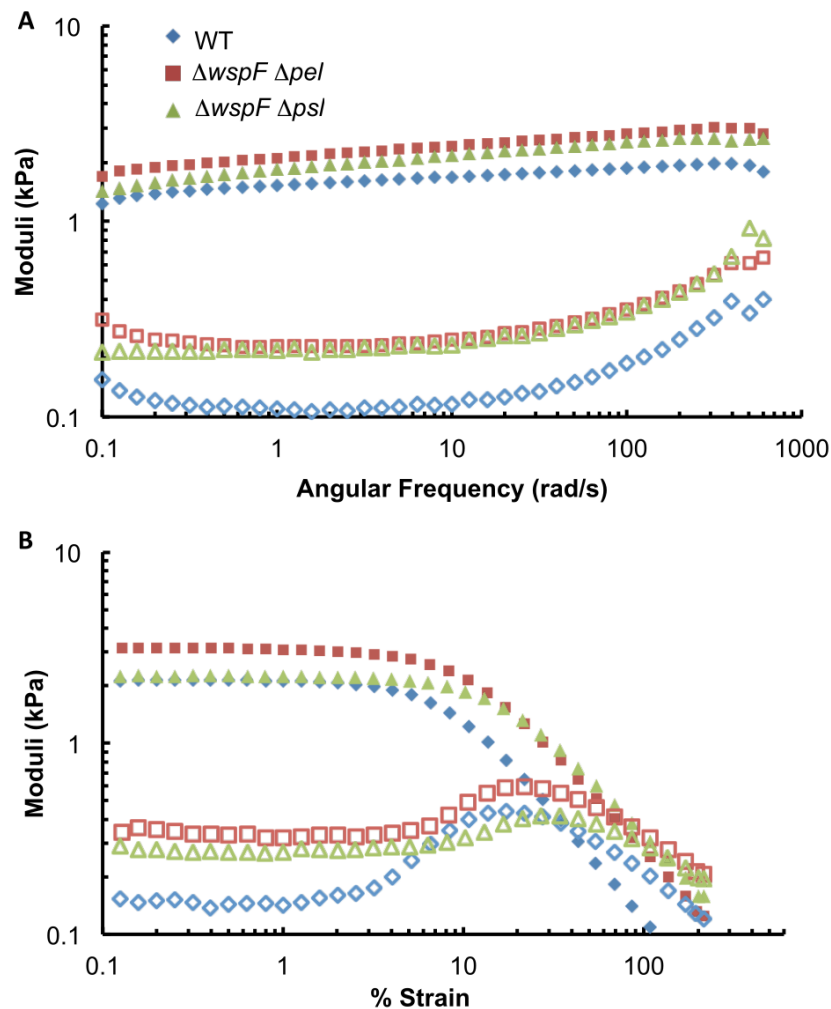 A
10
WT
ΔwspF Δpel
ΔwspF Δpsl
Moduli (kPa)
1
0.1
0.1 1 10 100 1000
Angular Frequency (rad/s)
B
10
Moduli (kPa)
1
0.1
0.1 1 10 100
% Strain